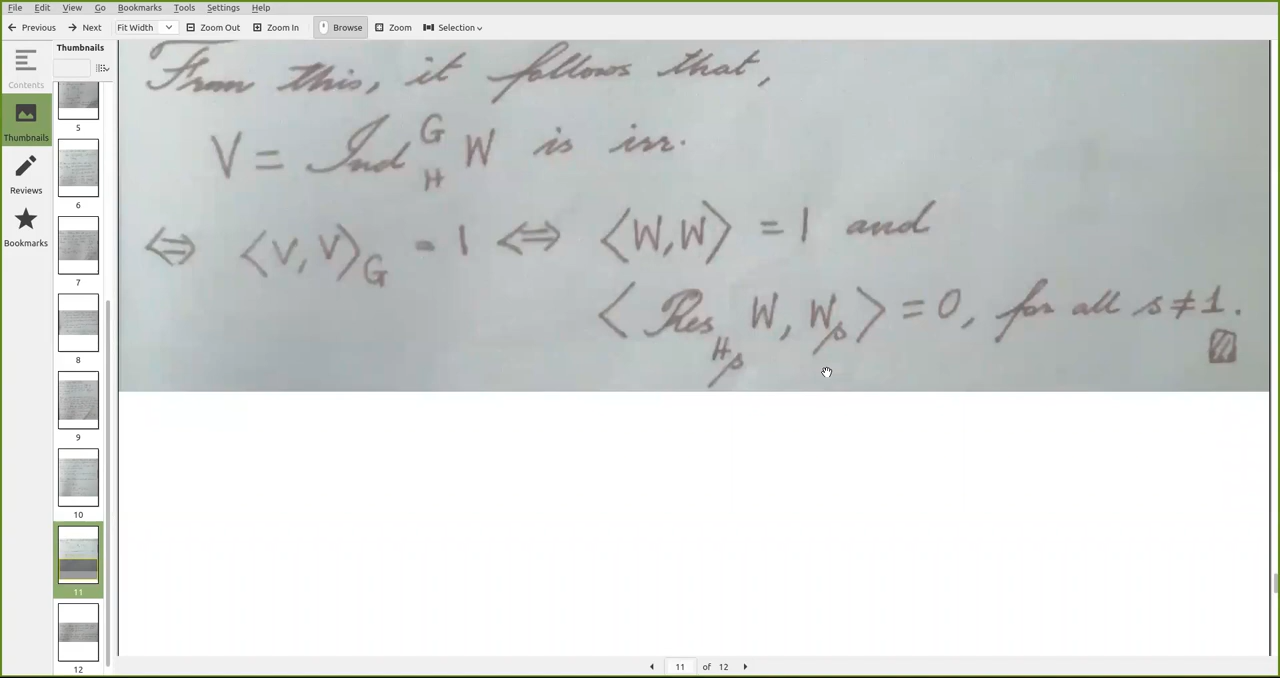 File Edit View Go Bookmarks Tools Settings Help
Previous Next Fit Width Zoom Out Zoom In Browse Zoom Selection
Thumbnails
Contents
Thumbnails
Reviews
Bookmarks
5
6
7
8
9
10
11
12
From this, it follows that,
V = Ind_H^G W is irr.
⇔ ⟨V, V⟩_G = 1 ⇔ ⟨W, W⟩ = 1 and
⟨Res_{H_s} W, W_s⟩ = 0, for all s ≠ 1.
11 of 12